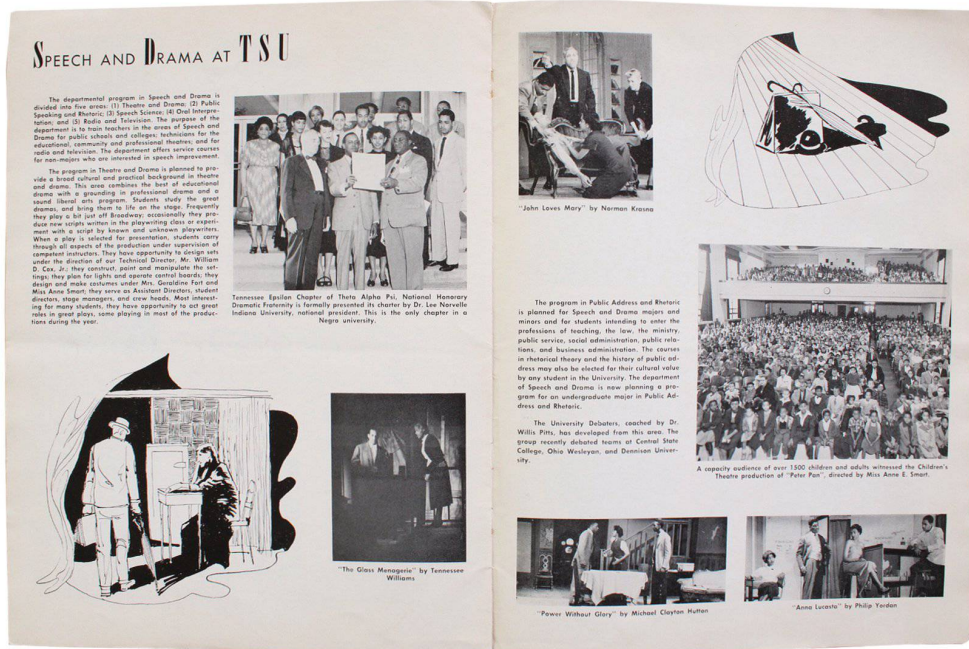 SPEECH AND DRAMA AT TSU
The departmental program in Speech and Drama is
divided into five areas: (1) Theatre and Drama; (2) Public
Speaking and Rhetoric; (3) Speech Science; (4) Oral Interpre-
tation; and (5) Radio and Television. The purpose of the
department is to train teachers in the areas of Speech and
Drama for public schools and colleges; technicians for the
educational, community and professional theatres; and for
radio and television. The department offers service courses
for non-majors who are interested in speech improvement.
The program in Theatre and Drama is planned to pro-
vide a broad cultural and practical background in theatre
and drama. This area combines the best of educational
drama with a grounding in professional drama and a
sound liberal arts program. Students study the great
dramas, and bring them to life on the stage. Frequently
they play a bit just off Broadway; occasionally they pro-
duce new scripts written in the playwriting class or experi-
ment with a script by known and unknown playwriters.
When a play is selected for presentation, students carry
through all aspects of the production under supervision of
competent instructors. They have opportunity to design sets
under the direction of our Technical Director, Mr. William
D. Cox, Jr.; they construct, paint and manipulate the set-
tings; they plan for lights and operate control boards; they
design and make costumes under Mrs. Geraldine Fort and
Miss Anne Smart; they serve as Assistant Directors, student
directors, stage managers, and crew heads. Most interest-
ing for many students, they have opportunity to act great
roles in great plays, some playing in most of the produc-
tions during the year.
Tennessee Epsilon Chapter of Theta Alpha Psi, National Honorary
Dramatic Fraternity is formally presented its charter by Dr. Lee Norvelle
Indiana University, national president. This is the only chapter in a
Negro university.
"The Glass Menagerie" by Tennessee
Williams
"John Loves Mary" by Norman Krasna
The program in Public Address and Rhetoric
is planned for Speech and Drama majors and
minors and for students intending to enter the
professions of teaching, the law, the ministry,
public service, social administration, public rela-
tions, and business administration. The courses
in rhetorical theory and the history of public ad-
dress may also be elected for their cultural value
by any student in the University. The department
of Speech and Drama is now planning a pro-
gram for an undergraduate major in Public Ad-
dress and Rhetoric.
The University Debaters, coached by Dr.
Willis Pitts, has developed from this area. The
group recently debated teams at Central State
College, Ohio Wesleyan, and Dennison Univer-
sity.
A capacity audience of over 1500 children and adults witnessed the Children's
Theatre production of "Peter Pan", directed by Miss Anne E. Smart.
"Power Without Glory" by Michael Clayton Hutton
"Anna Lucasta" by Philip Yordan